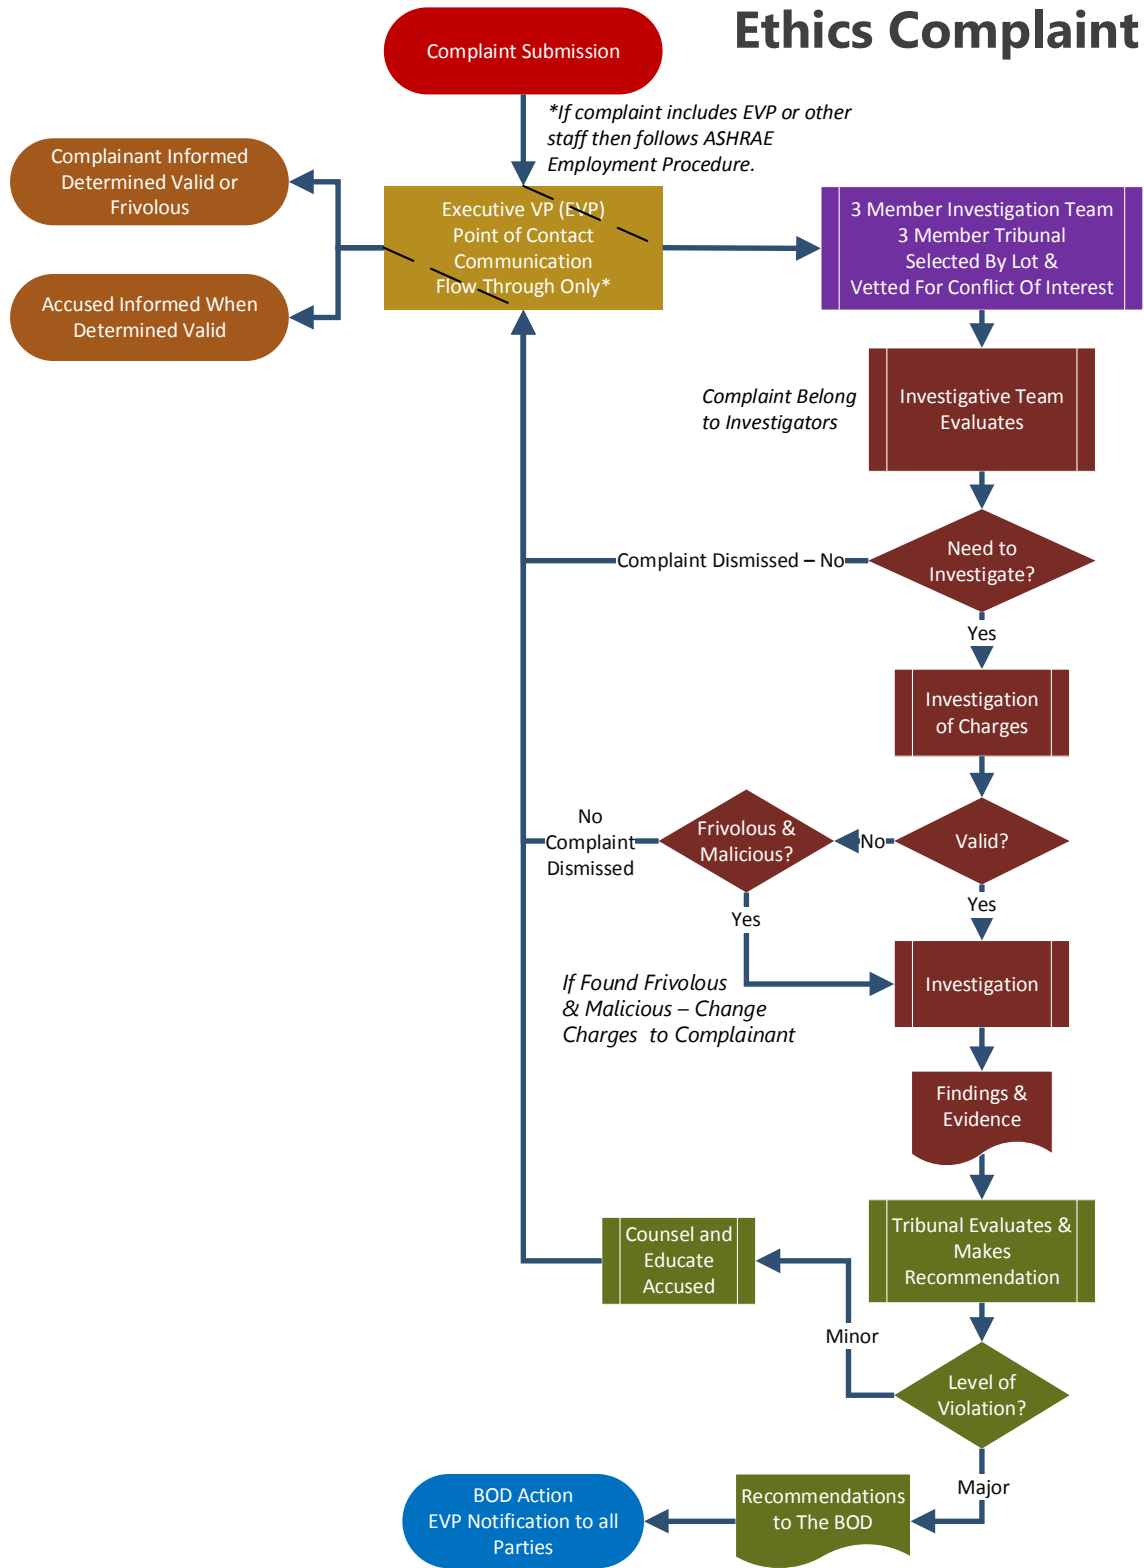 Ethics Complaint
Complaint Submission
*If complaint includes EVP or other
staff then follows ASHRAE
Employment Procedure.
Complainant Informed
Determined Valid or
Frivolous
Accused Informed When
Determined Valid
Executive VP (EVP)
Point of Contact
Communication
Flow Through Only*
3 Member Investigation Team
3 Member Tribunal
Selected By Lot &
Vetted For Conflict Of Interest
Complaint Belong
to Investigators
Investigative Team
Evaluates
Complaint Dismissed – No
Need to
Investigate?
Yes
Investigation
of Charges
No
Complaint
Dismissed
Frivolous &
Malicious?
No
Valid?
Yes
Yes
If Found Frivolous
& Malicious – Change
Charges to Complainant
Investigation
Findings &
Evidence
Counsel and
Educate
Accused
Tribunal Evaluates &
Makes
Recommendation
Minor
Level of
Violation?
Major
BOD Action
EVP Notification to all
Parties
Recommendations
to The BOD